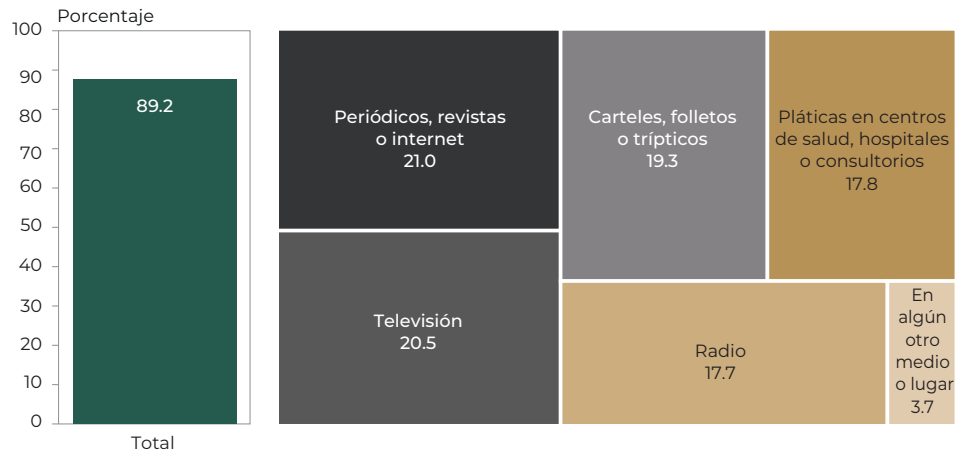 Porcentaje
100
90
80
70
60
50
40
30
20
10
0
89.2
Total
Periódicos, revistas
o internet
21.0
Carteles, folletos
o trípticos
19.3
Pláticas en centros
de salud, hospitales
o consultorios
17.8
Televisión
20.5
Radio
17.7
En
algún
otro
medio
o lugar
3.7